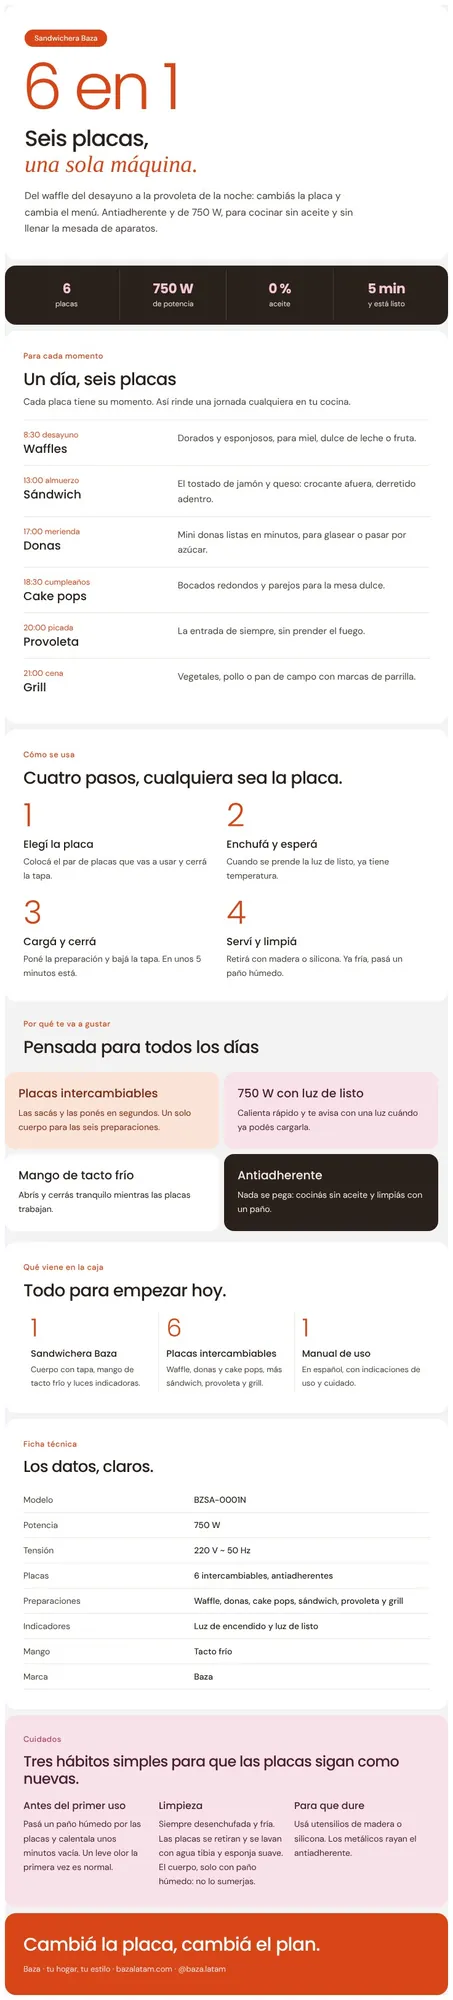 Sandwichera Baza
6 en 1
Seis placas,
una sola máquina.
Del waffle del desayuno a la provoleta de la noche: cambiás la placa y
cambia el menú. Antiadherente y de 750 W, para cocinar sin aceite y sin
llenar la mesada de aparatos.
6
placas
750 W
de potencia
0 %
aceite
5 min
y está listo
Para cada momento
Un día, seis placas
Cada placa tiene su momento. Así rinde una jornada cualquiera en tu cocina.
8:30 desayuno
Waffles
Dorados y esponjosos, para miel, dulce de leche o fruta.
13:00 almuerzo
Sándwich
El tostado de jamón y queso: crocante afuera, derretido
adentro.
17:00 merienda
Donas
Mini donas listas en minutos, para glasear o pasar por
azúcar.
18:30 cumpleaños
Cake pops
Bocados redondos y parejos para la mesa dulce.
20:00 picada
Provoleta
La entrada de siempre, sin prender el fuego.
21:00 cena
Grill
Vegetales, pollo o pan de campo con marcas de parrilla.
Cómo se usa
Cuatro pasos, cualquiera sea la placa.
1
Elegí la placa
Colocá el par de placas que vas a usar y cerrá
la tapa.
2
Enchufá y esperá
Cuando se prende la luz de listo, ya tiene
temperatura.
3
Cargá y cerrá
Poné la preparación y bajá la tapa. En unos 5
minutos está.
4
Serví y limpiá
Retirá con madera o silicona. Ya fría, pasá un
paño húmedo.
Por qué te va a gustar
Pensada para todos los días
Placas intercambiables
Las sacás y las ponés en segundos. Un solo
cuerpo para las seis preparaciones.
750 W con luz de listo
Calienta rápido y te avisa con una luz cuándo
ya podés cargarla.
Mango de tacto frío
Abrís y cerrás tranquilo mientras las placas
trabajan.
Antiadherente
Nada se pega: cocinás sin aceite y limpiás con
un paño.
Qué viene en la caja
Todo para empezar hoy.
1
Sandwichera Baza
Cuerpo con tapa, mango de
tacto frío y luces indicadoras.
6
Placas intercambiables
Waffle, donas y cake pops, más
sándwich, provoleta y grill.
1
Manual de uso
En español, con indicaciones de
uso y cuidado.
Ficha técnica
Los datos, claros.
Modelo BZSA-0001N
Potencia 750 W
Tensión 220 V ~ 50 Hz
Placas 6 intercambiables, antiadherentes
Preparaciones Waffle, donas, cake pops, sándwich, provoleta y grill
Indicadores Luz de encendido y luz de listo
Mango Tacto frío
Marca Baza
Cuidados
Tres hábitos simples para que las placas sigan como
nuevas.
Antes del primer uso
Pasá un paño húmedo por las
placas y calentala unos
minutos vacía. Un leve olor la
primera vez es normal.
Limpieza
Siempre desenchufada y fría.
Las placas se retiran y se lavan
con agua tibia y esponja suave.
El cuerpo, solo con paño
húmedo: no lo sumerjas.
Para que dure
Usá utensilios de madera o
silicona. Los metálicos rayan el
antiadherente.
Cambiá la placa, cambiá el plan.
Baza · tu hogar, tu estilo · bazalatam.com · @baza.latam